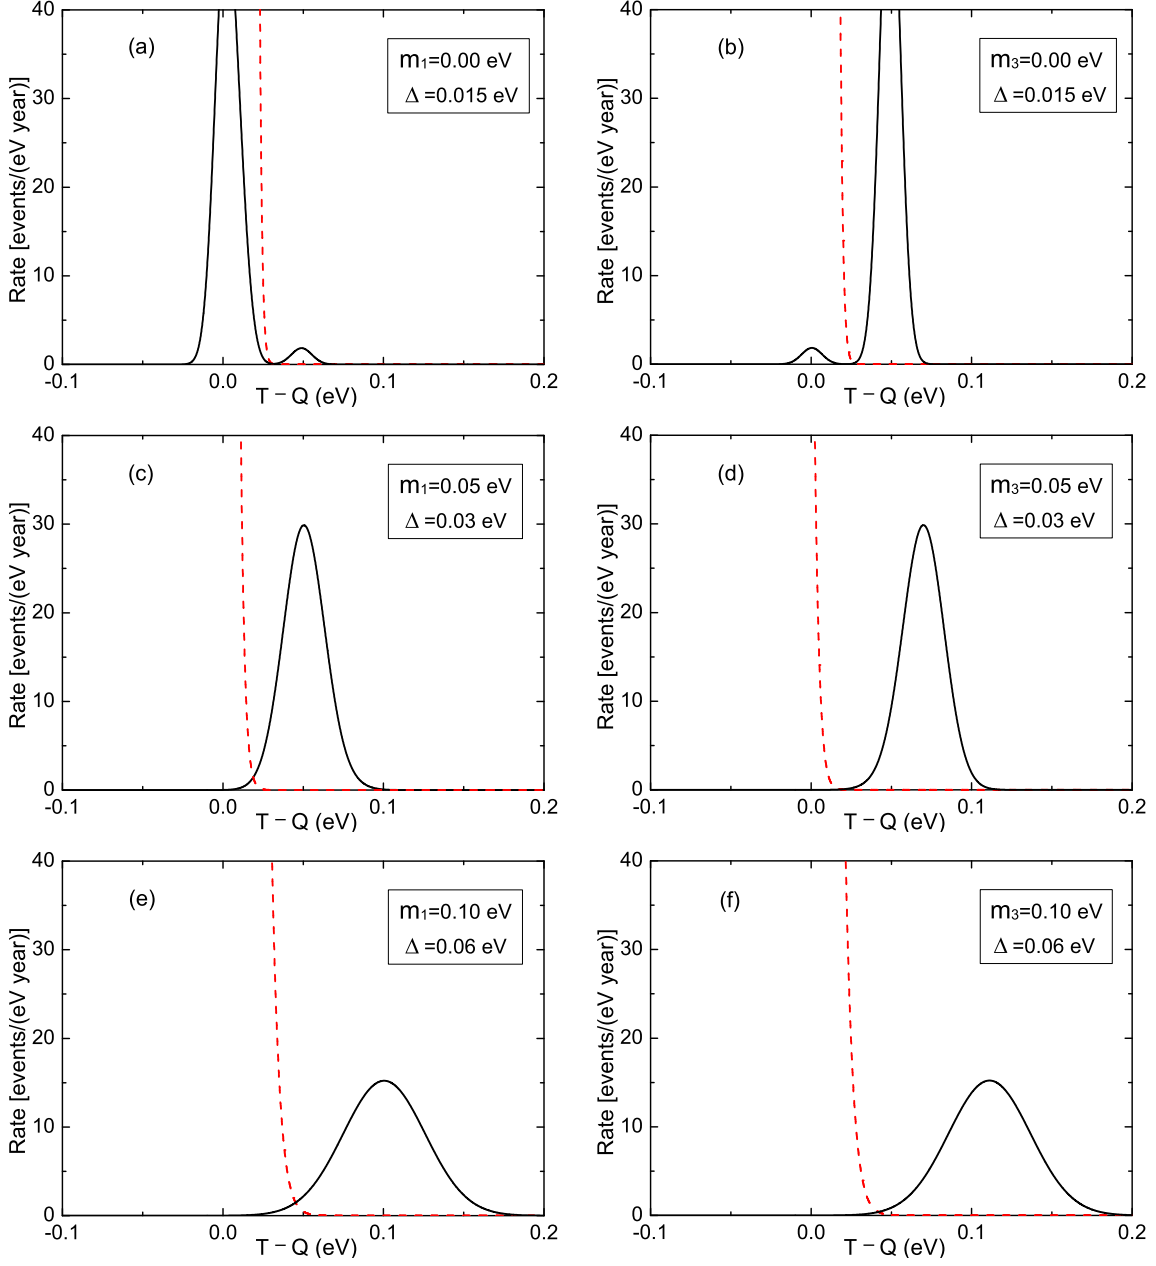 (a)
m₁=0.00 eV
Δ =0.015 eV
Rate [events/(eV year)]
40
30
20
10
0
-0.1
0.0
0.1
0.2
T − Q (eV)
(b)
m₃=0.00 eV
Δ =0.015 eV
Rate [events/(eV year)]
40
30
20
10
0
-0.1
0.0
0.1
0.2
T − Q (eV)
(c)
m₁=0.05 eV
Δ =0.03 eV
Rate [events/(eV year)]
40
30
20
10
0
-0.1
0.0
0.1
0.2
T − Q (eV)
(d)
m₃=0.05 eV
Δ =0.03 eV
Rate [events/(eV year)]
40
30
20
10
0
-0.1
0.0
0.1
0.2
T − Q (eV)
(e)
m₁=0.10 eV
Δ =0.06 eV
Rate [events/(eV year)]
40
30
20
10
0
-0.1
0.0
0.1
0.2
T − Q (eV)
(f)
m₃=0.10 eV
Δ =0.06 eV
Rate [events/(eV year)]
40
30
20
10
0
-0.1
0.0
0.1
0.2
T − Q (eV)